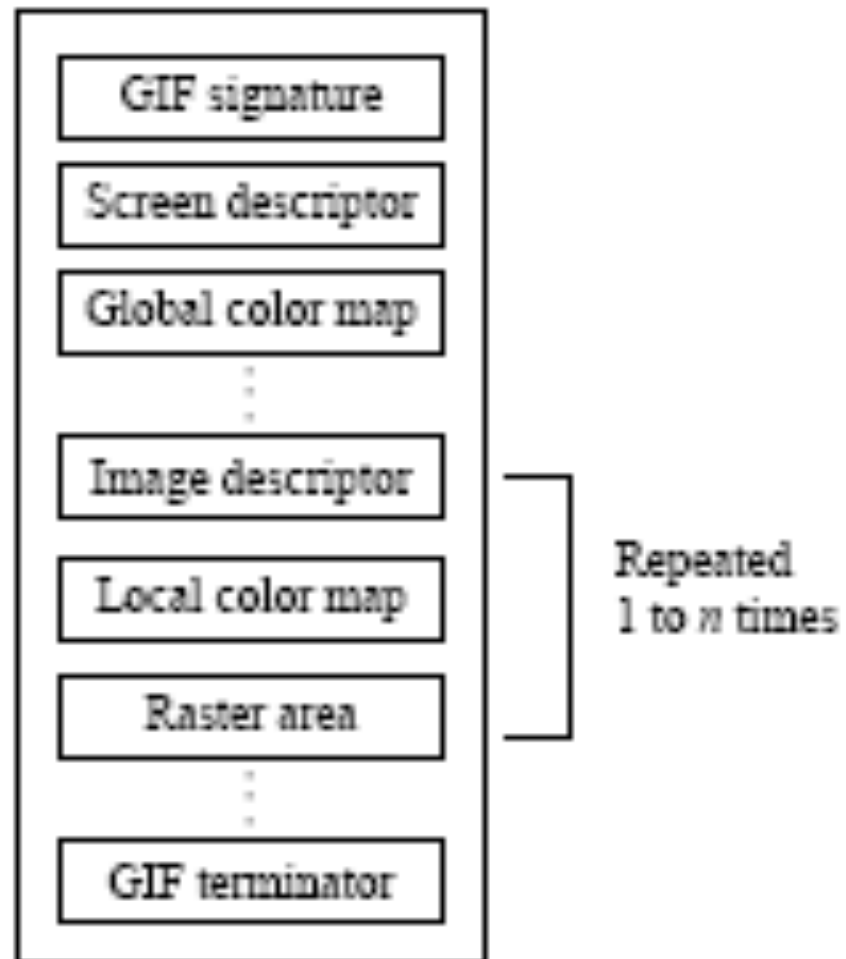 GIF signature
Screen descriptor
Global color map
Image descriptor
Local color map
Raster area
GIF terminator
Repeated
1 to n times